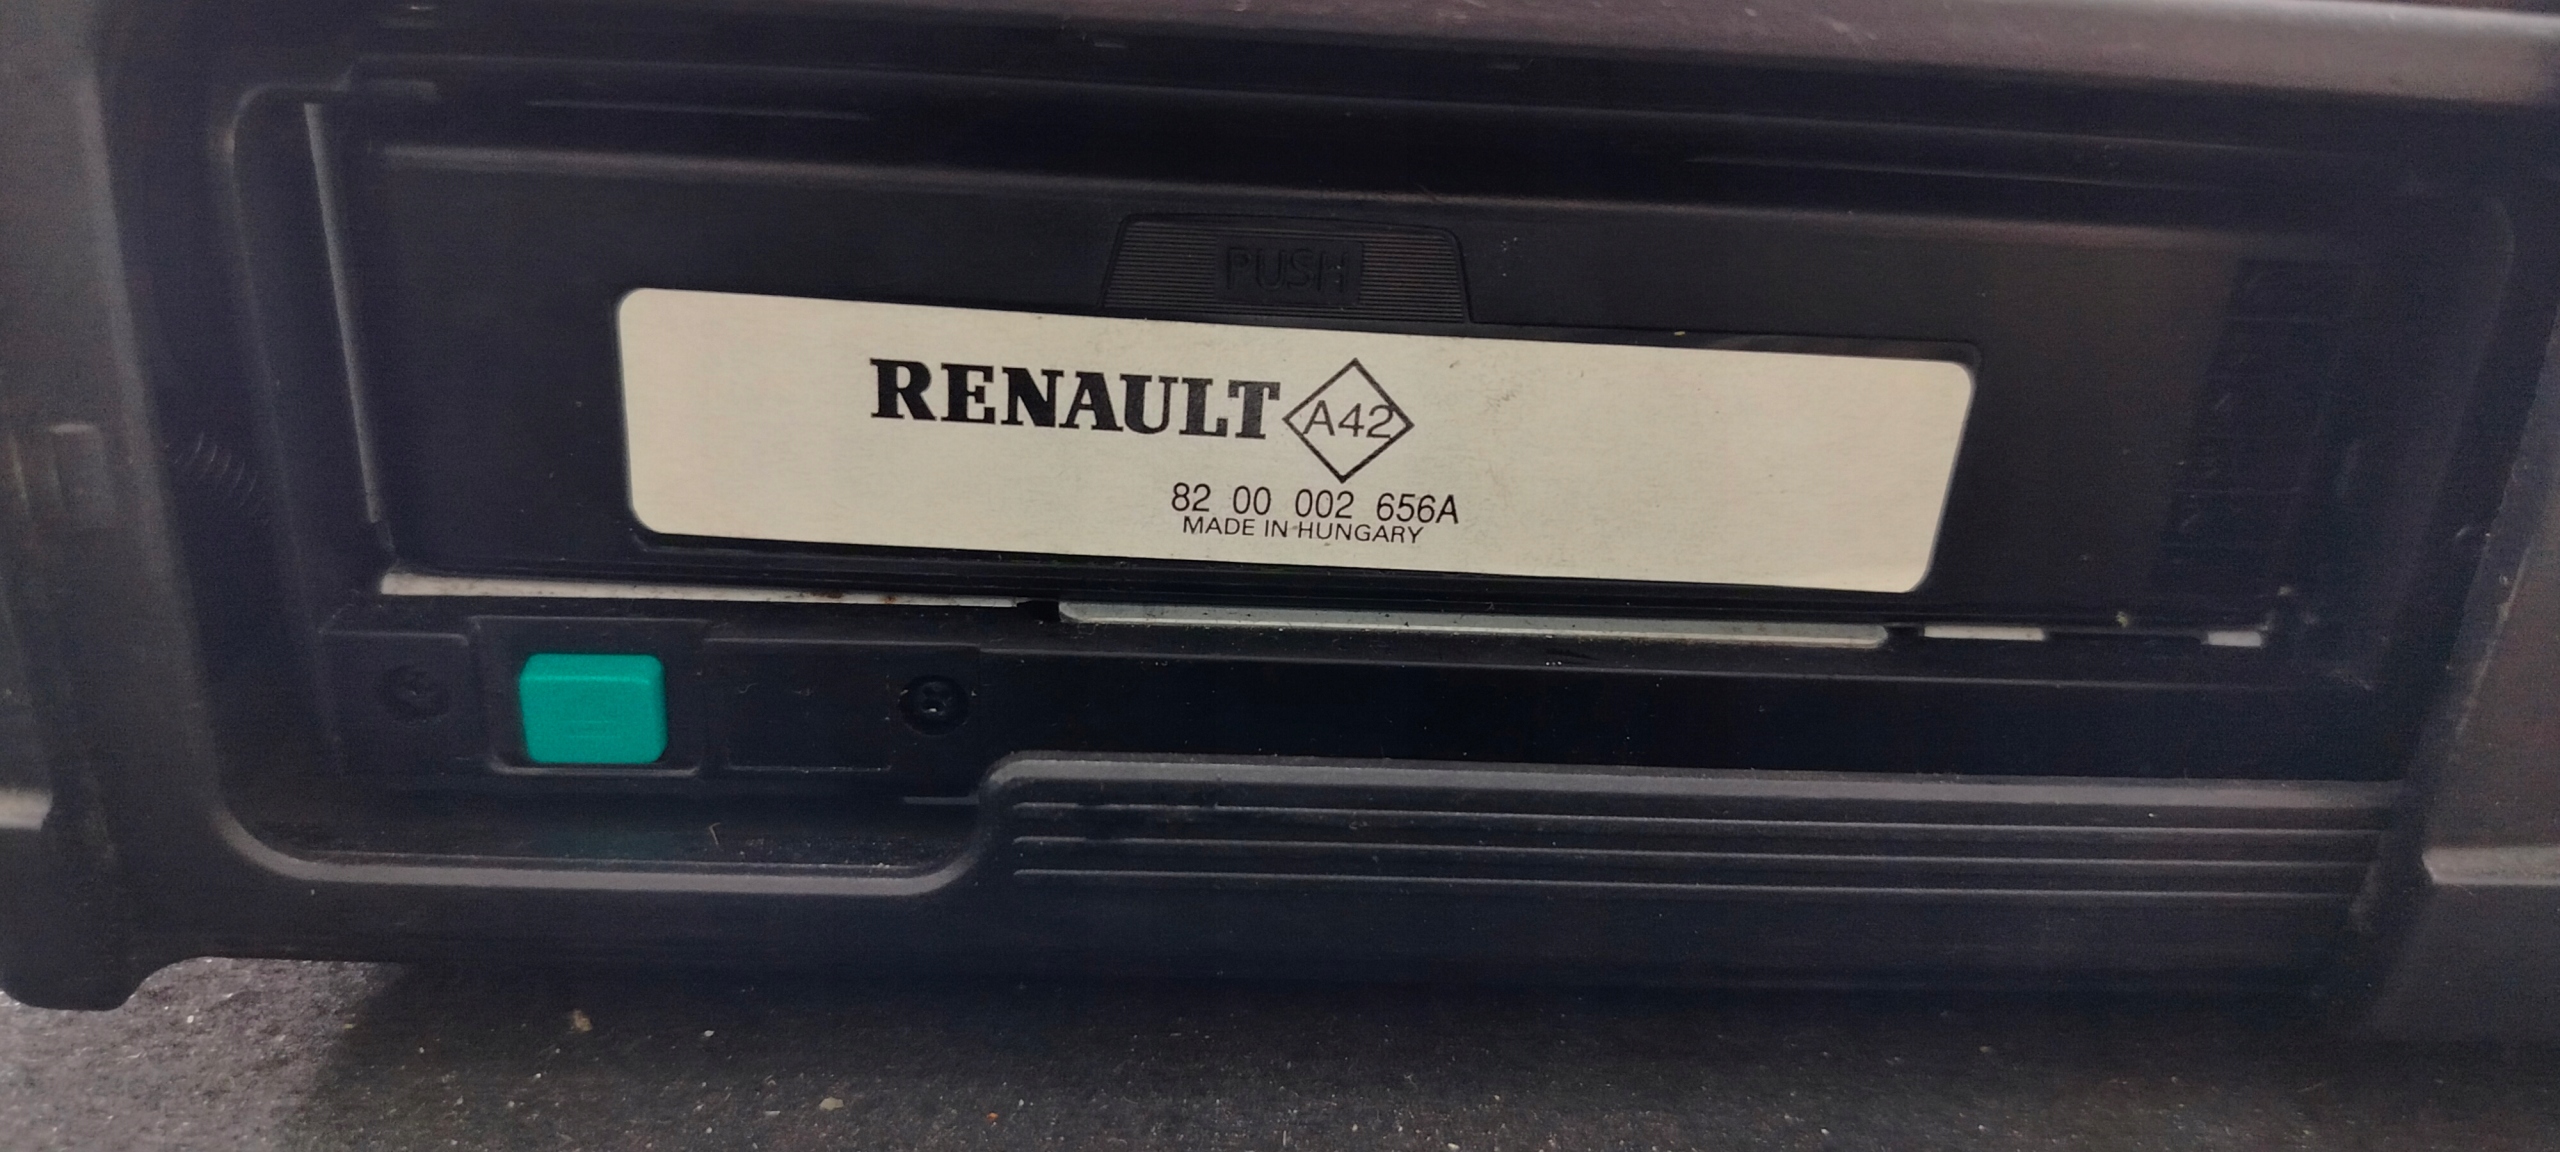 PUSH
RENAULT A42
82 00 002 656A
MADE IN HUNGARY